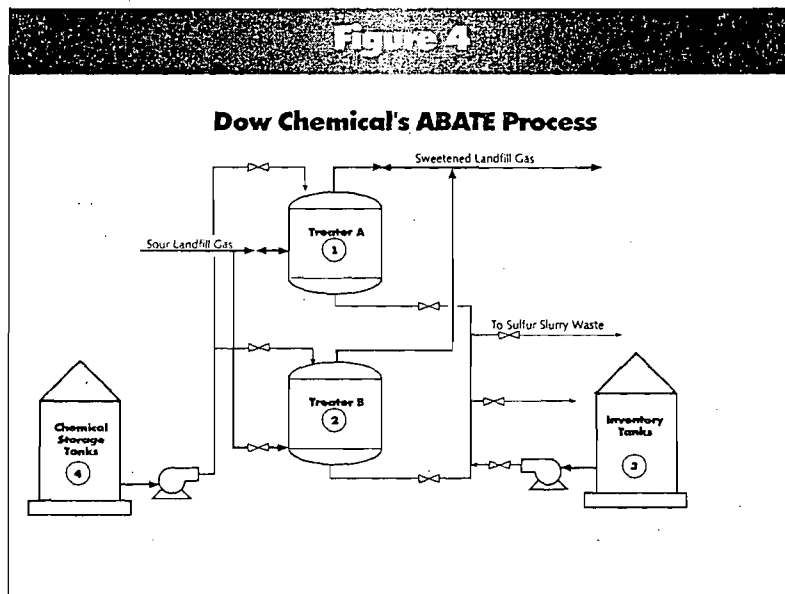 Figure 4
Dow Chemical's ABATE Process
Sweetened Landfill Gas
Treater A
1
Sour Landfill Gas
To Sulfur Slurry Waste
Treater B
2
Chemical
Storage
Tanks
4
Inventory
Tanks
3